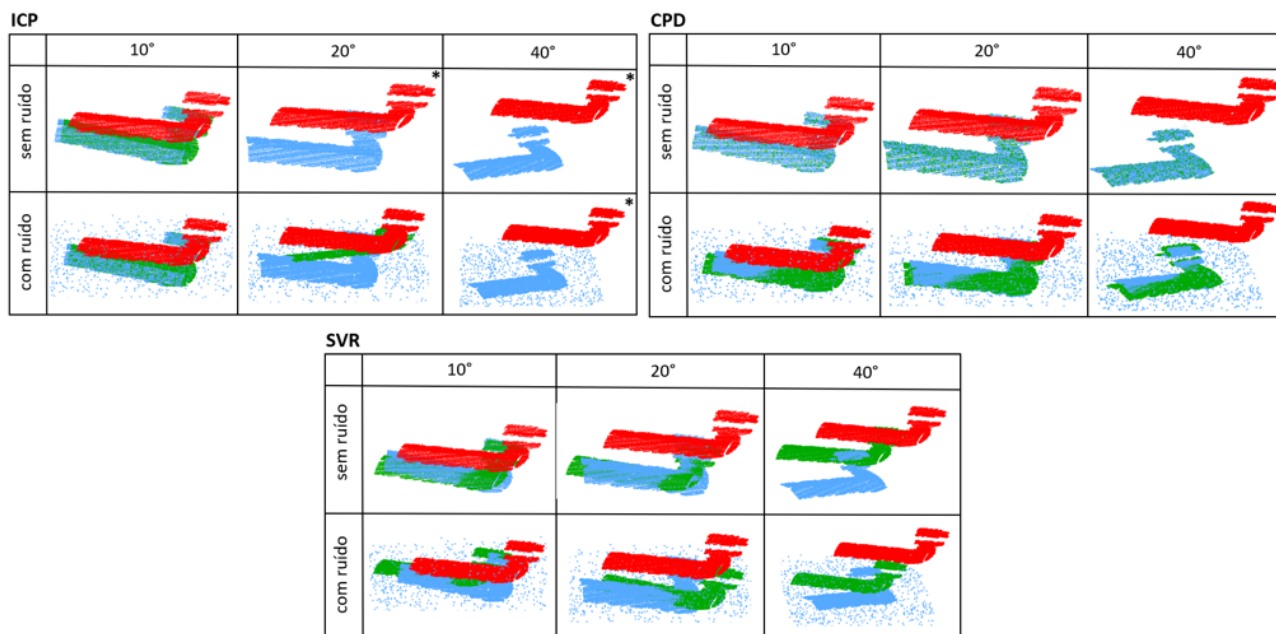 ICP
10° 20° 40°
sem ruído * *
com ruído *
CPD
10° 20° 40°
sem ruído
com ruído
SVR
10° 20° 40°
sem ruído
com ruído